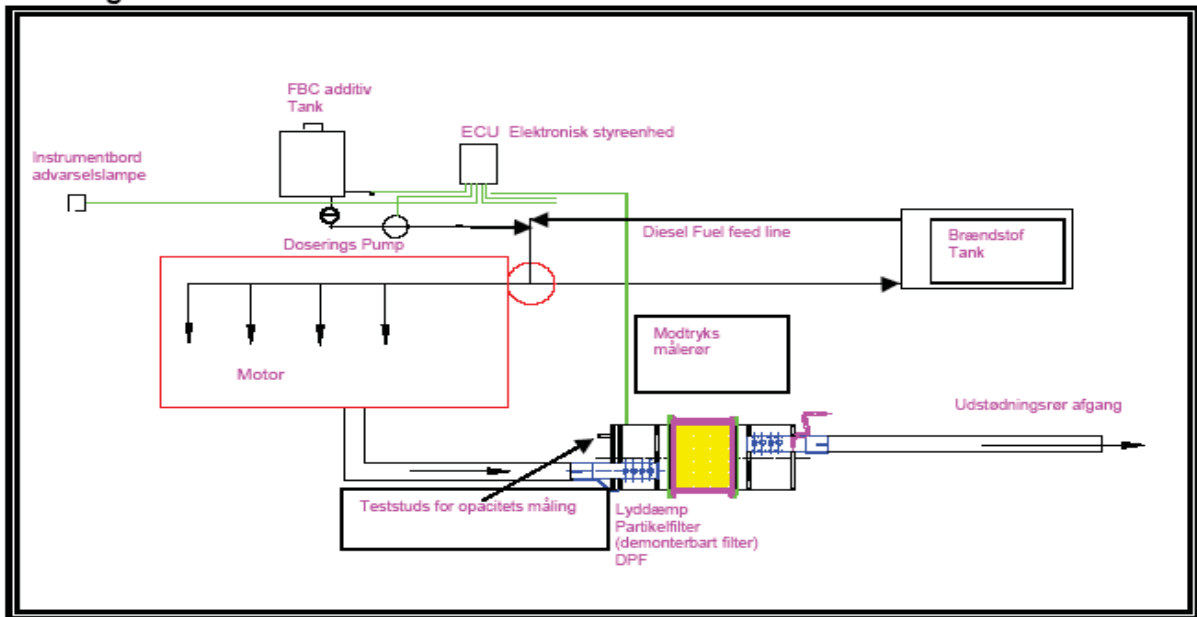 FBC additiv
Tank
ECU Elektronisk styreenhed
Instrumentbord
advarselslampe
Doserings Pump
Diesel Fuel feed line
Brændstof
Tank
Modtryks
målerør
Motor
Udstødningsrør afgang
Teststuds for opacitets måling
Lyddæmp
Partikelfilter
(demonterbart filter)
DPF